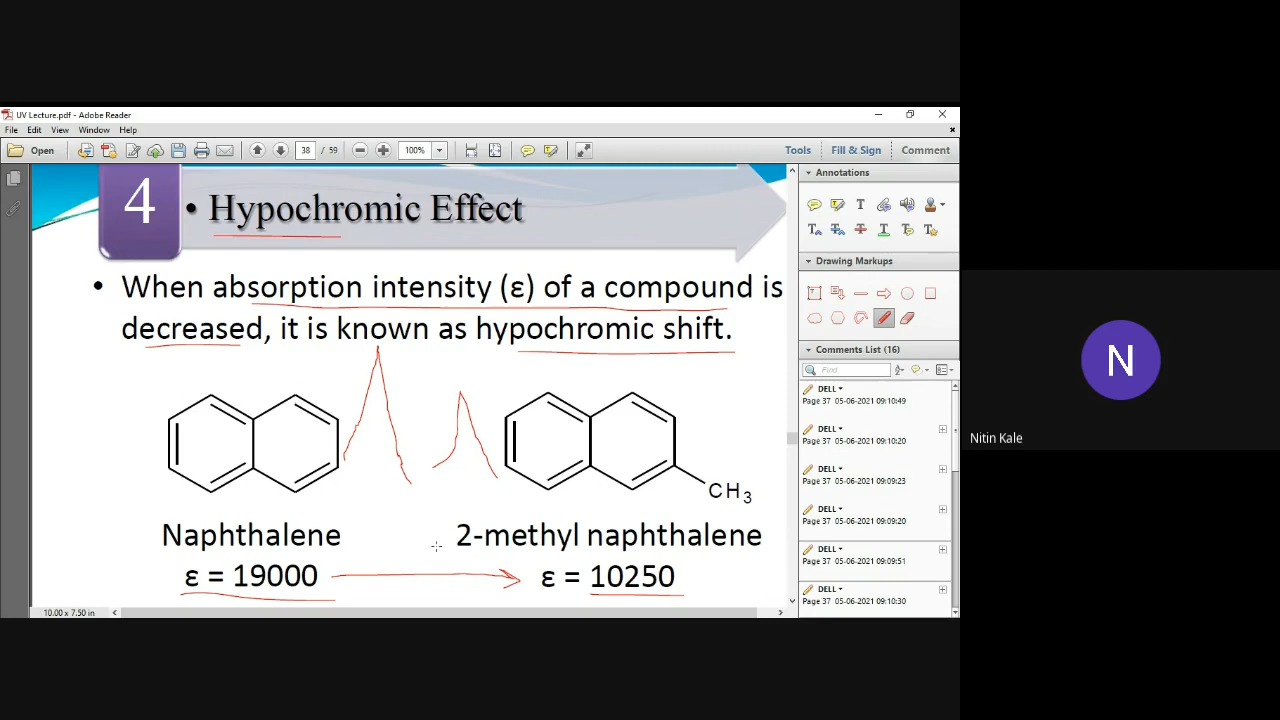 UV Lecture.pdf - Adobe Reader
File Edit View Window Help
Open 38 / 59 100% Tools Fill & Sign Comment
4 • Hypochromic Effect
• When absorption intensity (ε) of a compound is
decreased, it is known as hypochromic shift.
CH3
Naphthalene 2-methyl naphthalene
ε = 19000 ε = 10250
10.00 x 7.50 in
Annotations
Drawing Markups
Comments List (16)
Find
DELL
Page 37 05-06-2021 09:10:49
DELL
Page 37 05-06-2021 09:10:20
DELL
Page 37 05-06-2021 09:09:23
DELL
Page 37 05-06-2021 09:09:20
DELL
Page 37 05-06-2021 09:09:51
DELL
Page 37 05-06-2021 09:10:30
N
Nitin Kale